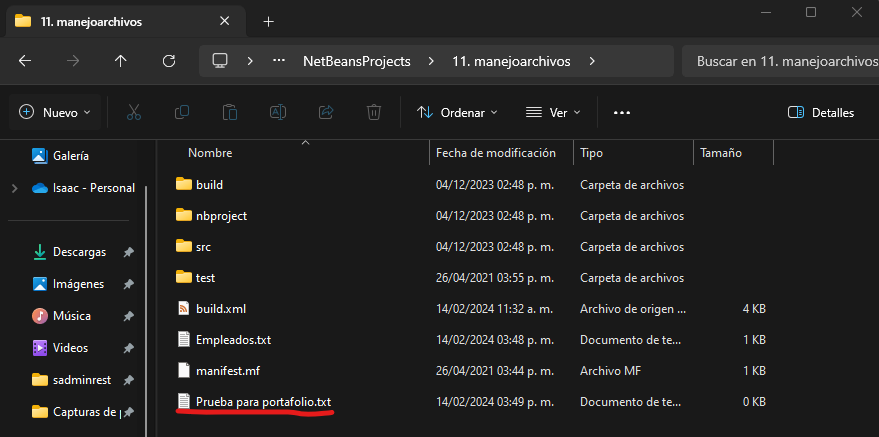 11. manejoarchivos
NetBeansProjects 11. manejoarchivos Buscar en 11. manejoarchivos
Nuevo Ordenar Ver Detalles
Nombre Fecha de modificación Tipo Tamaño
Galería
Isaac - Personal
Descargas
Imágenes
Música
Videos
sadminrest
Capturas de p
build 04/12/2023 02:48 p. m. Carpeta de archivos
nbproject 04/12/2023 02:48 p. m. Carpeta de archivos
src 04/12/2023 02:48 p. m. Carpeta de archivos
test 26/04/2021 03:55 p. m. Carpeta de archivos
build.xml 14/02/2024 11:32 a. m. Archivo de origen ... 4 KB
Empleados.txt 14/02/2024 03:48 p. m. Documento de te... 1 KB
manifest.mf 26/04/2021 03:44 p. m. Archivo MF 1 KB
Prueba para portafolio.txt 14/02/2024 03:49 p. m. Documento de te... 0 KB